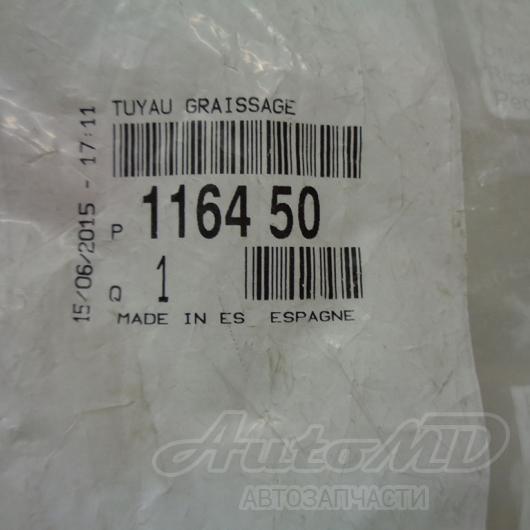 TUYAU GRAISSAGE
P 1164 50
Q 1
MADE IN ES ESPAGNE
15/06/2015 - 17:11
AutoMD
АВТОЗАПЧАСТИ